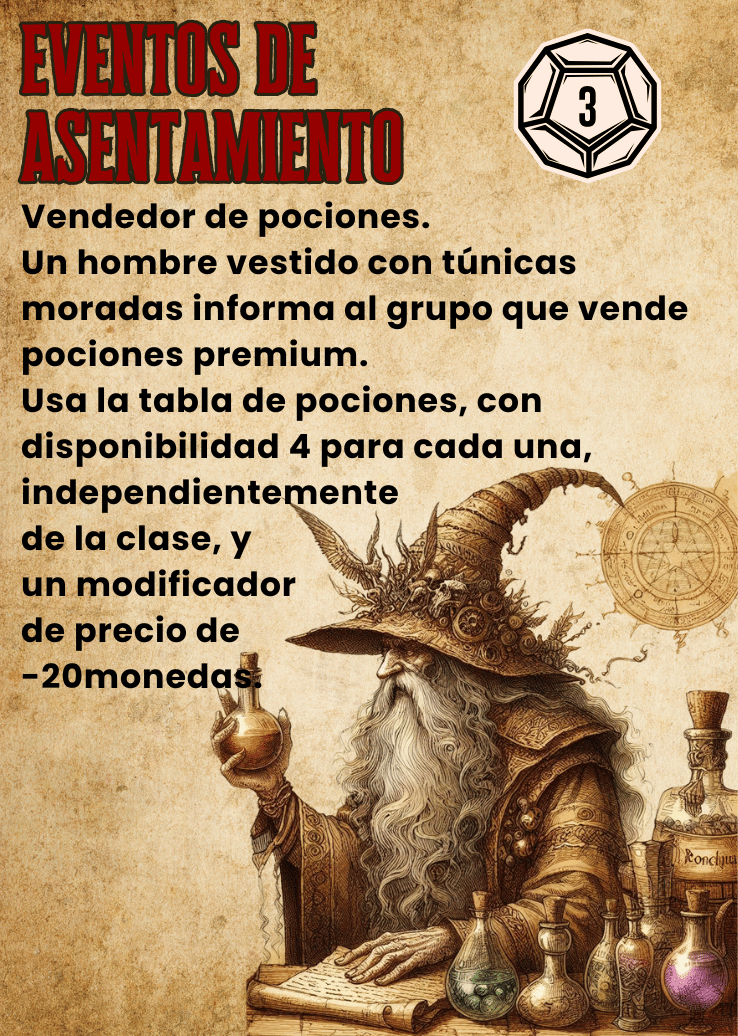 EVENTOS DE
ASENTAMIENTO
3
Vendedor de pociones.
Un hombre vestido con túnicas
moradas informa al grupo que vende
pociones premium.
Usa la tabla de pociones, con
disponibilidad 4 para cada una,
independientemente
de la clase, y
un modificador
de precio de
-20monedas.